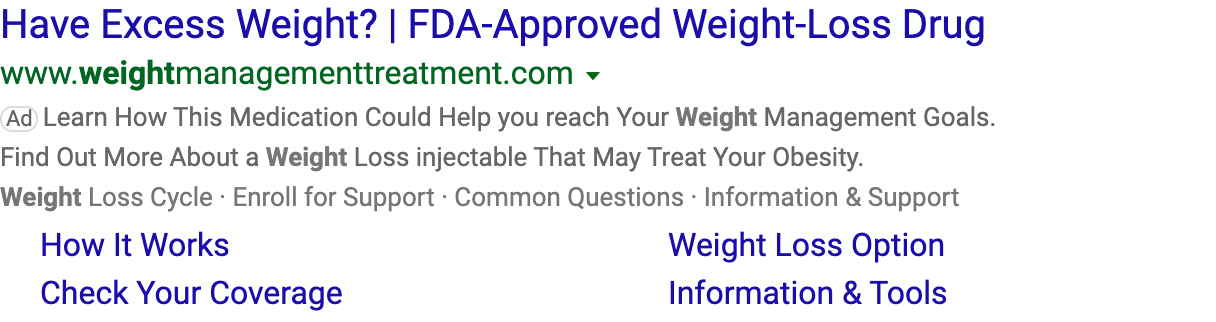 Have Excess Weight? | FDA-Approved Weight-Loss Drug
www.weightmanagementtreatment.com
Ad Learn How This Medication Could Help you reach Your Weight Management Goals.
Find Out More About a Weight Loss injectable That May Treat Your Obesity.
Weight Loss Cycle · Enroll for Support · Common Questions · Information & Support
How It Works Weight Loss Option
Check Your Coverage Information & Tools